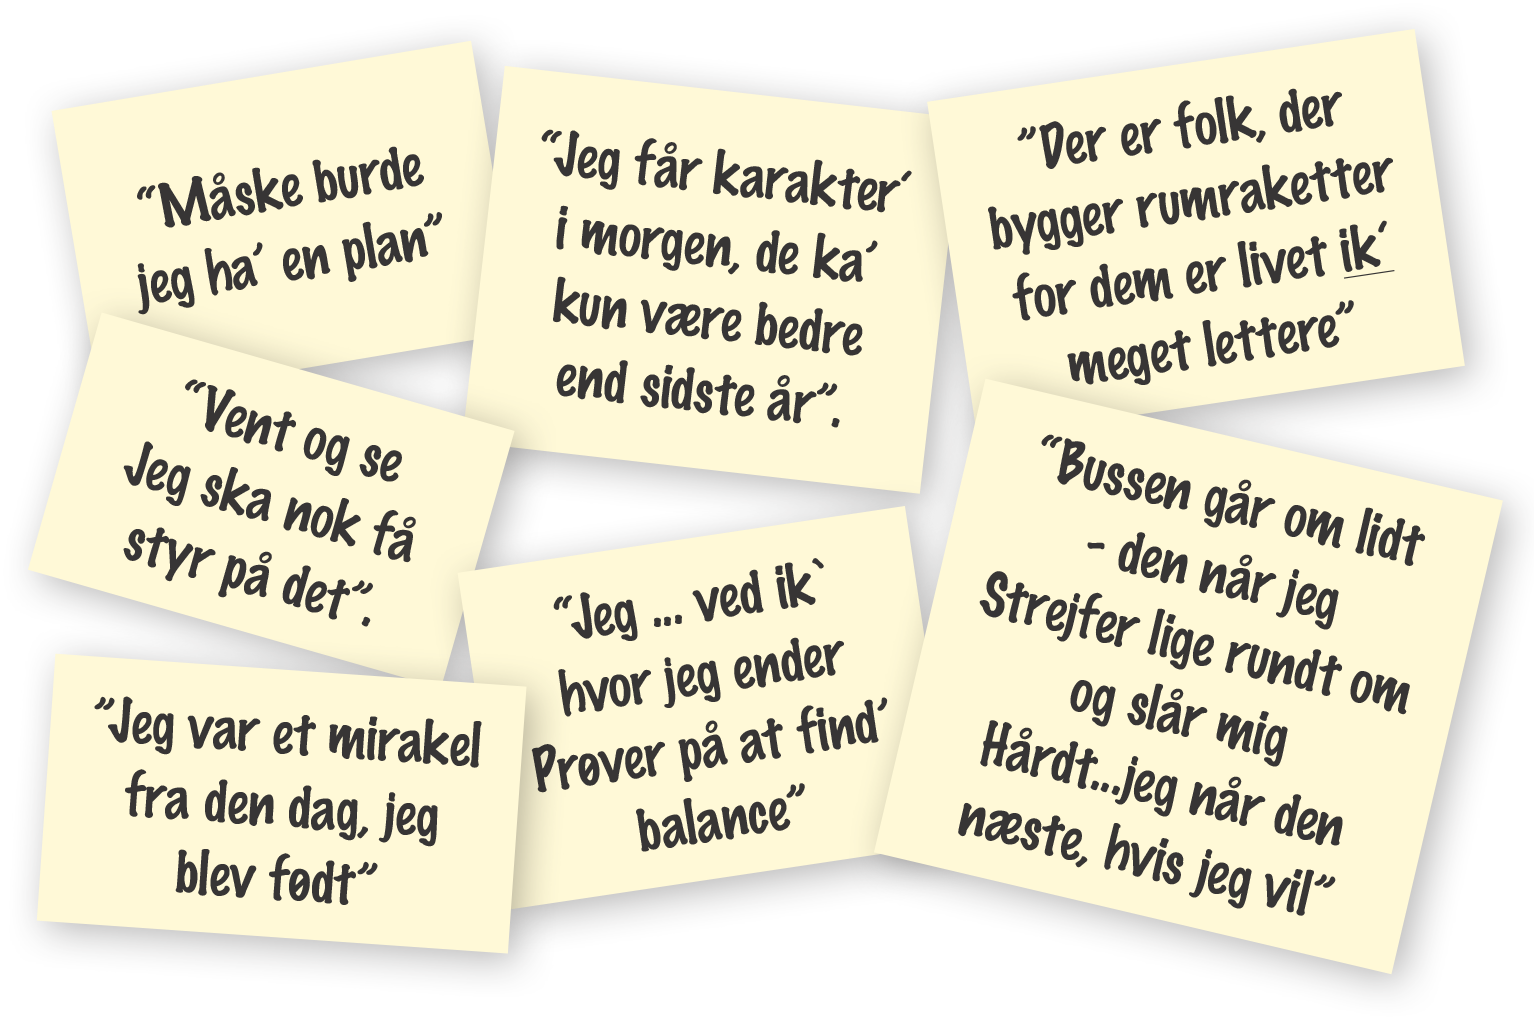 “Måske burde
jeg ha’ en plan”
“Jeg får karakter´
i morgen, de ka´
kun være bedre
end sidste år”.
”Der er folk, der
bygger rumraketter
for dem er livet ik´
meget lettere”
“Vent og se
Jeg ska nok få
styr på det”.
“Jeg ... ved ik`
hvor jeg ender
Prøver på at find’
balance”
“Bussen går om lidt
– den når jeg
Strejfer lige rundt om
og slår mig
Hårdt...jeg når den
næste, hvis jeg vil”
”Jeg var et mirakel
fra den dag, jeg
blev født”